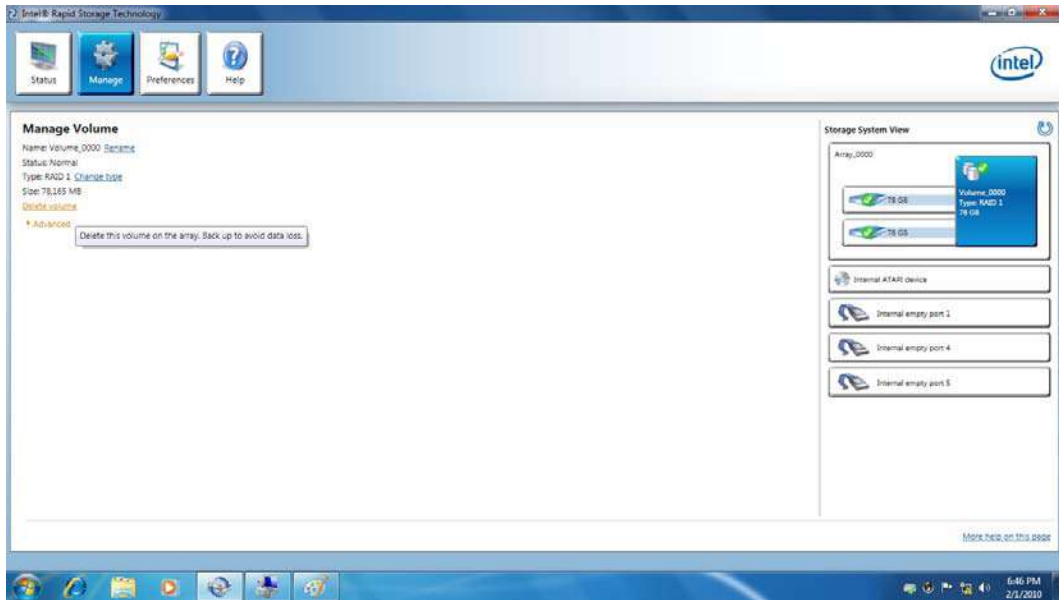 Intel® Rapid Storage Technology
Status
Manage
Preferences
Help
intel
Manage Volume
Name: Volume_0000 Rename
Status: Normal
Type: RAID 1 Change type
Size: 78,165 MB
Delete volume
Advanced
Delete this volume on the array. Back up to avoid data loss.
Storage System View
Array_0000
78 GB
78 GB
Volume_0000
Type: RAID 1
78 GB
Internal ATAPI device
Internal empty port 1
Internal empty port 4
Internal empty port 5
More help on this page
6:46 PM
2/1/2010